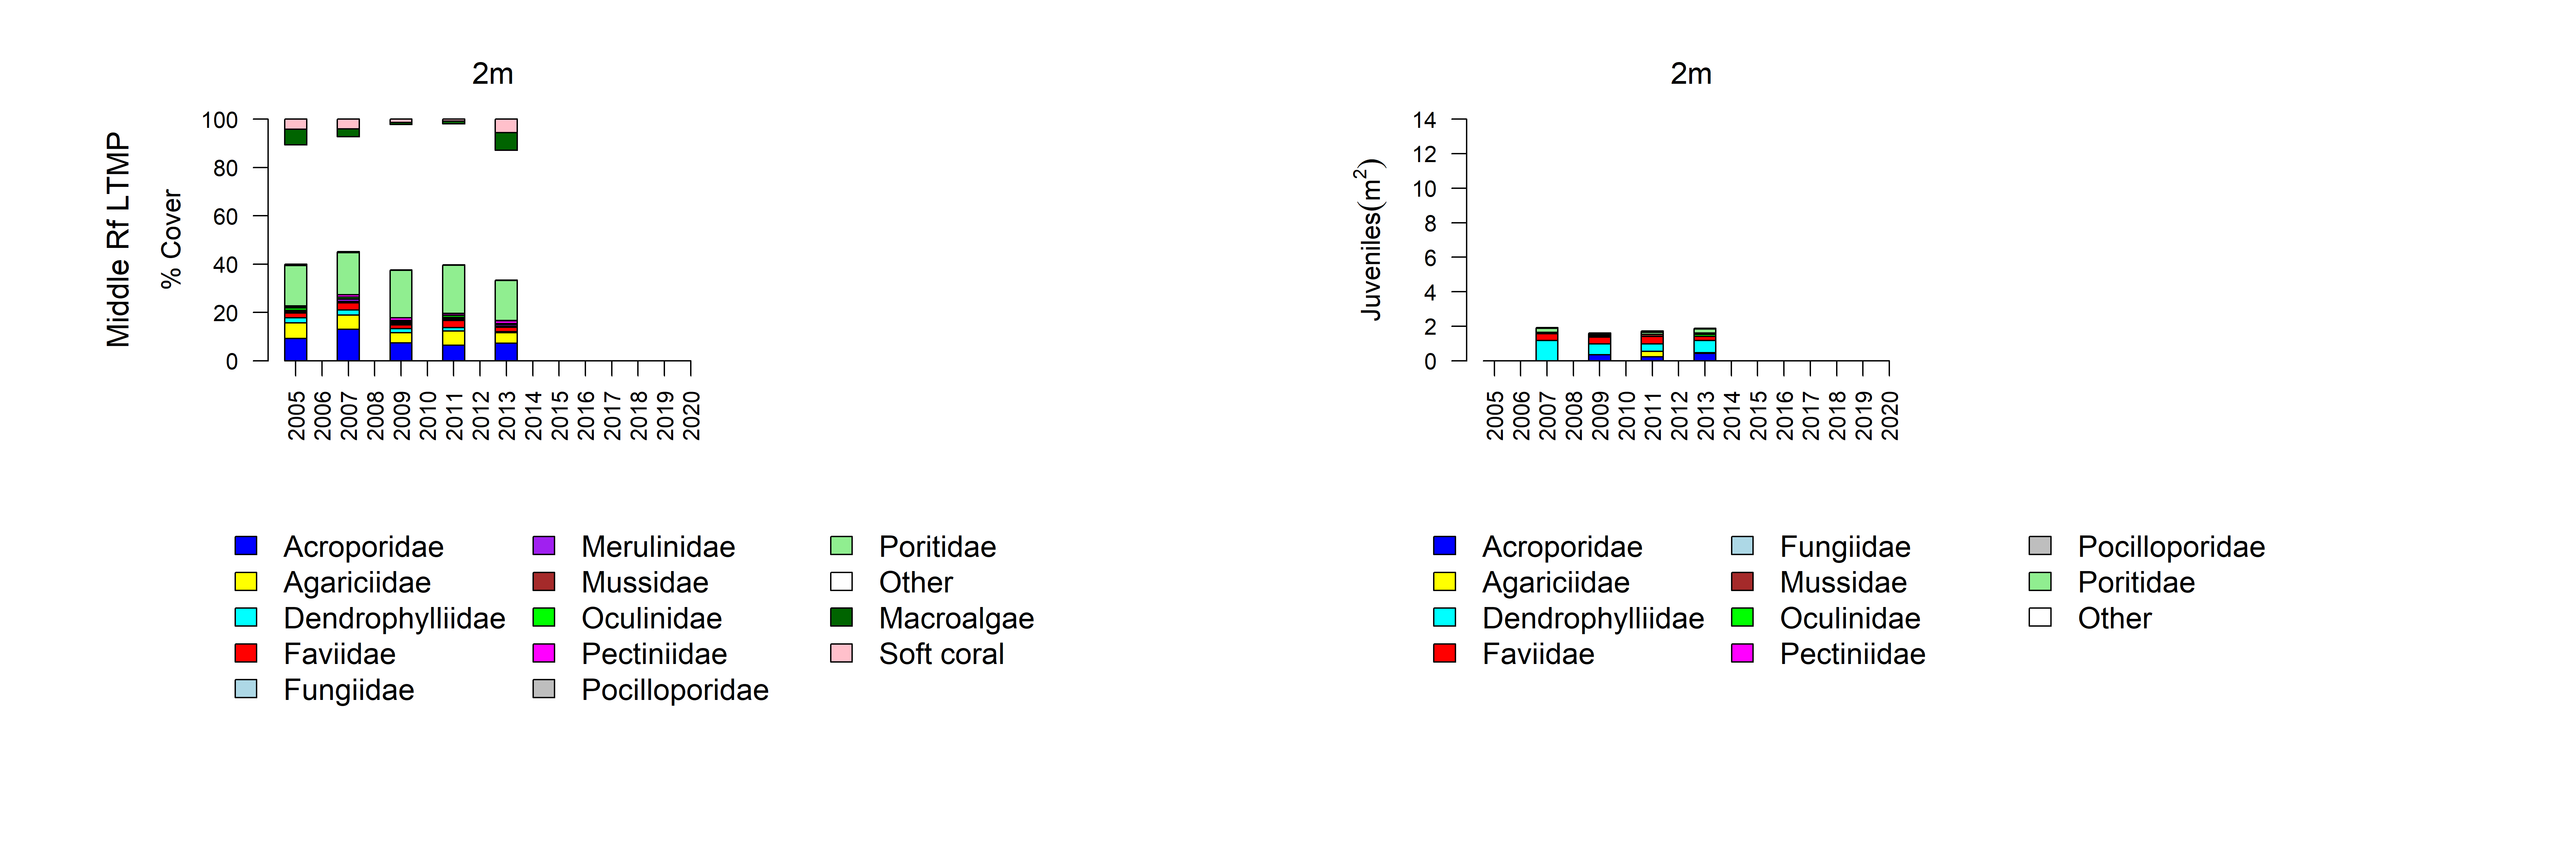 2m
Middle Rf LTMP
% Cover
100
80
60
40
20
0
2005 2006 2007 2008 2009 2010 2011 2012 2013 2014 2015 2016 2017 2018 2019 2020
Acroporidae
Agariciidae
Dendrophylliidae
Faviidae
Fungiidae
Merulinidae
Mussidae
Oculinidae
Pectiniidae
Pocilloporidae
Poritidae
Other
Macroalgae
Soft coral
2m
Juveniles(m²)
14
12
10
8
6
4
2
0
2005 2006 2007 2008 2009 2010 2011 2012 2013 2014 2015 2016 2017 2018 2019 2020
Acroporidae
Agariciidae
Dendrophylliidae
Faviidae
Fungiidae
Mussidae
Oculinidae
Pectiniidae
Pocilloporidae
Poritidae
Other